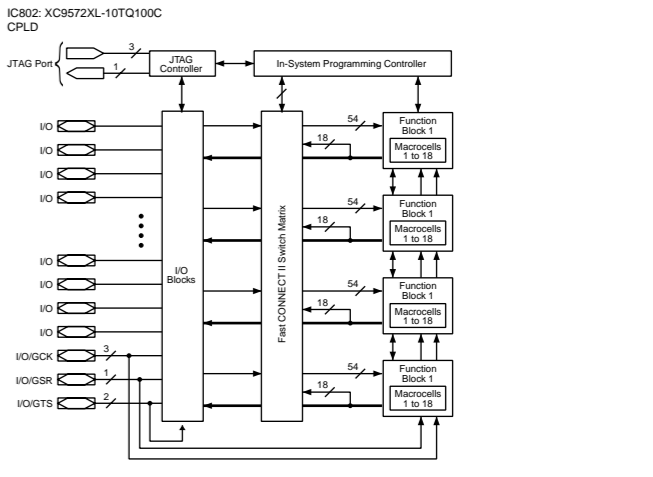 IC802: XC9572XL-10TQ100C
CPLD
JTAG Port
3
1
JTAG
Controller
In-System Programming Controller
I/O
I/O
I/O
I/O
I/O
I/O
I/O
I/O
I/O/GCK
3
I/O/GSR
1
I/O/GTS
2
I/O
Blocks
Fast CONNECT II Switch Matrix
54
18
Function
Block 1
Macrocells
1 to 18
54
18
Function
Block 1
Macrocells
1 to 18
54
18
Function
Block 1
Macrocells
1 to 18
54
18
Function
Block 1
Macrocells
1 to 18